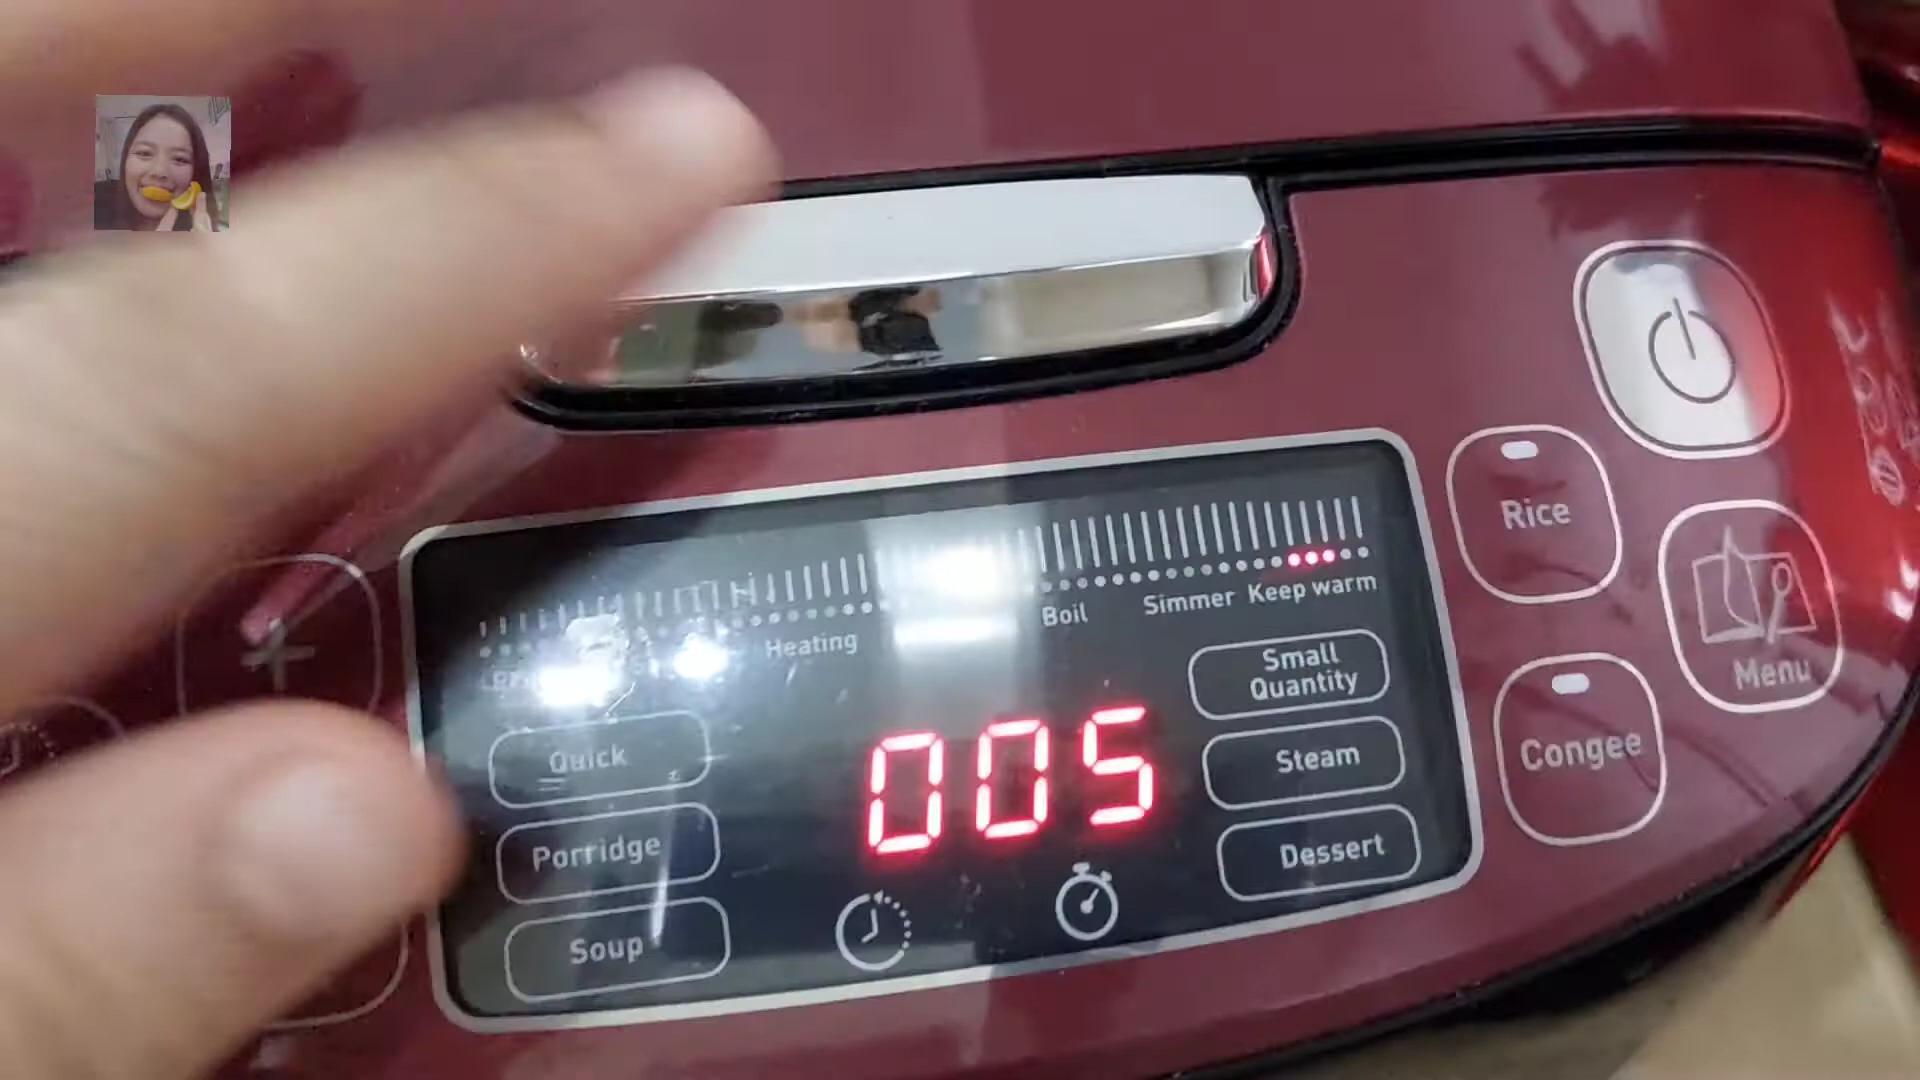 Heating
Boil
Simmer
Keep warm
Quick
Porridge
Soup
005
Small
Quantity
Steam
Dessert
Rice
Congee
Menu
+